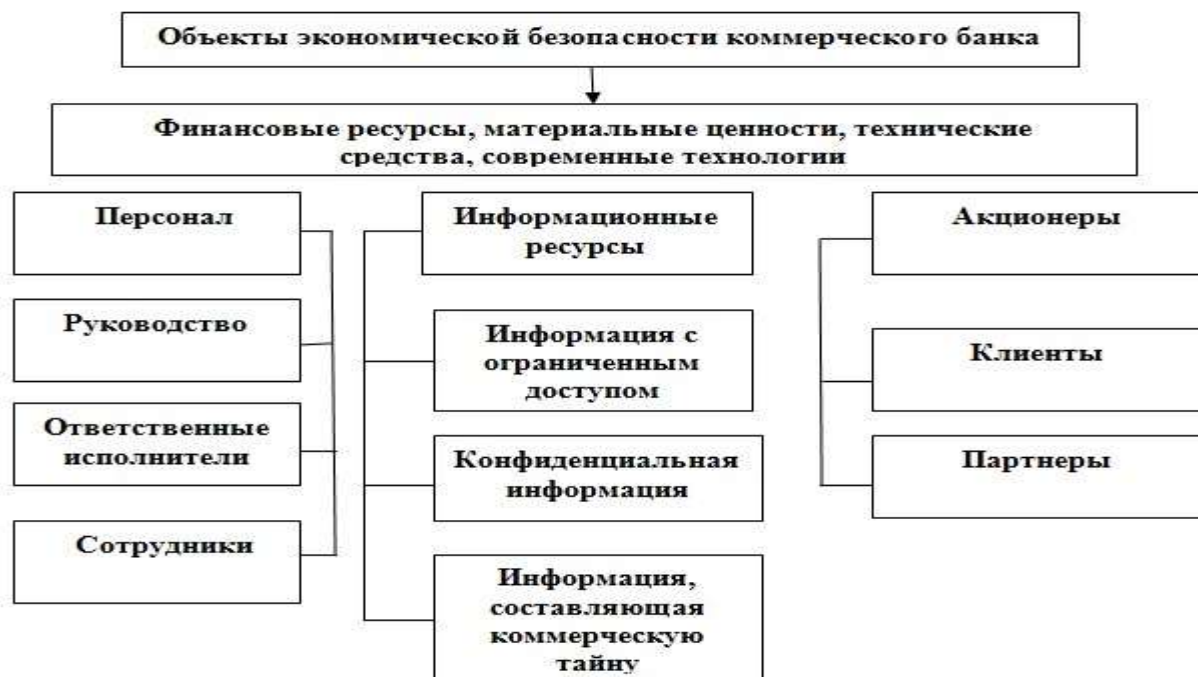 Объекты экономической безопасности коммерческого банка
Финансовые ресурсы, материальные ценности, технические
средства, современные технологии
Персонал
Руководство
Ответственные
исполнители
Сотрудники
Информационные
ресурсы
Информация с
ограниченным
доступом
Конфиденциальная
информация
Информация,
составляющая
коммерческую
тайну
Акционеры
Клиенты
Партнеры